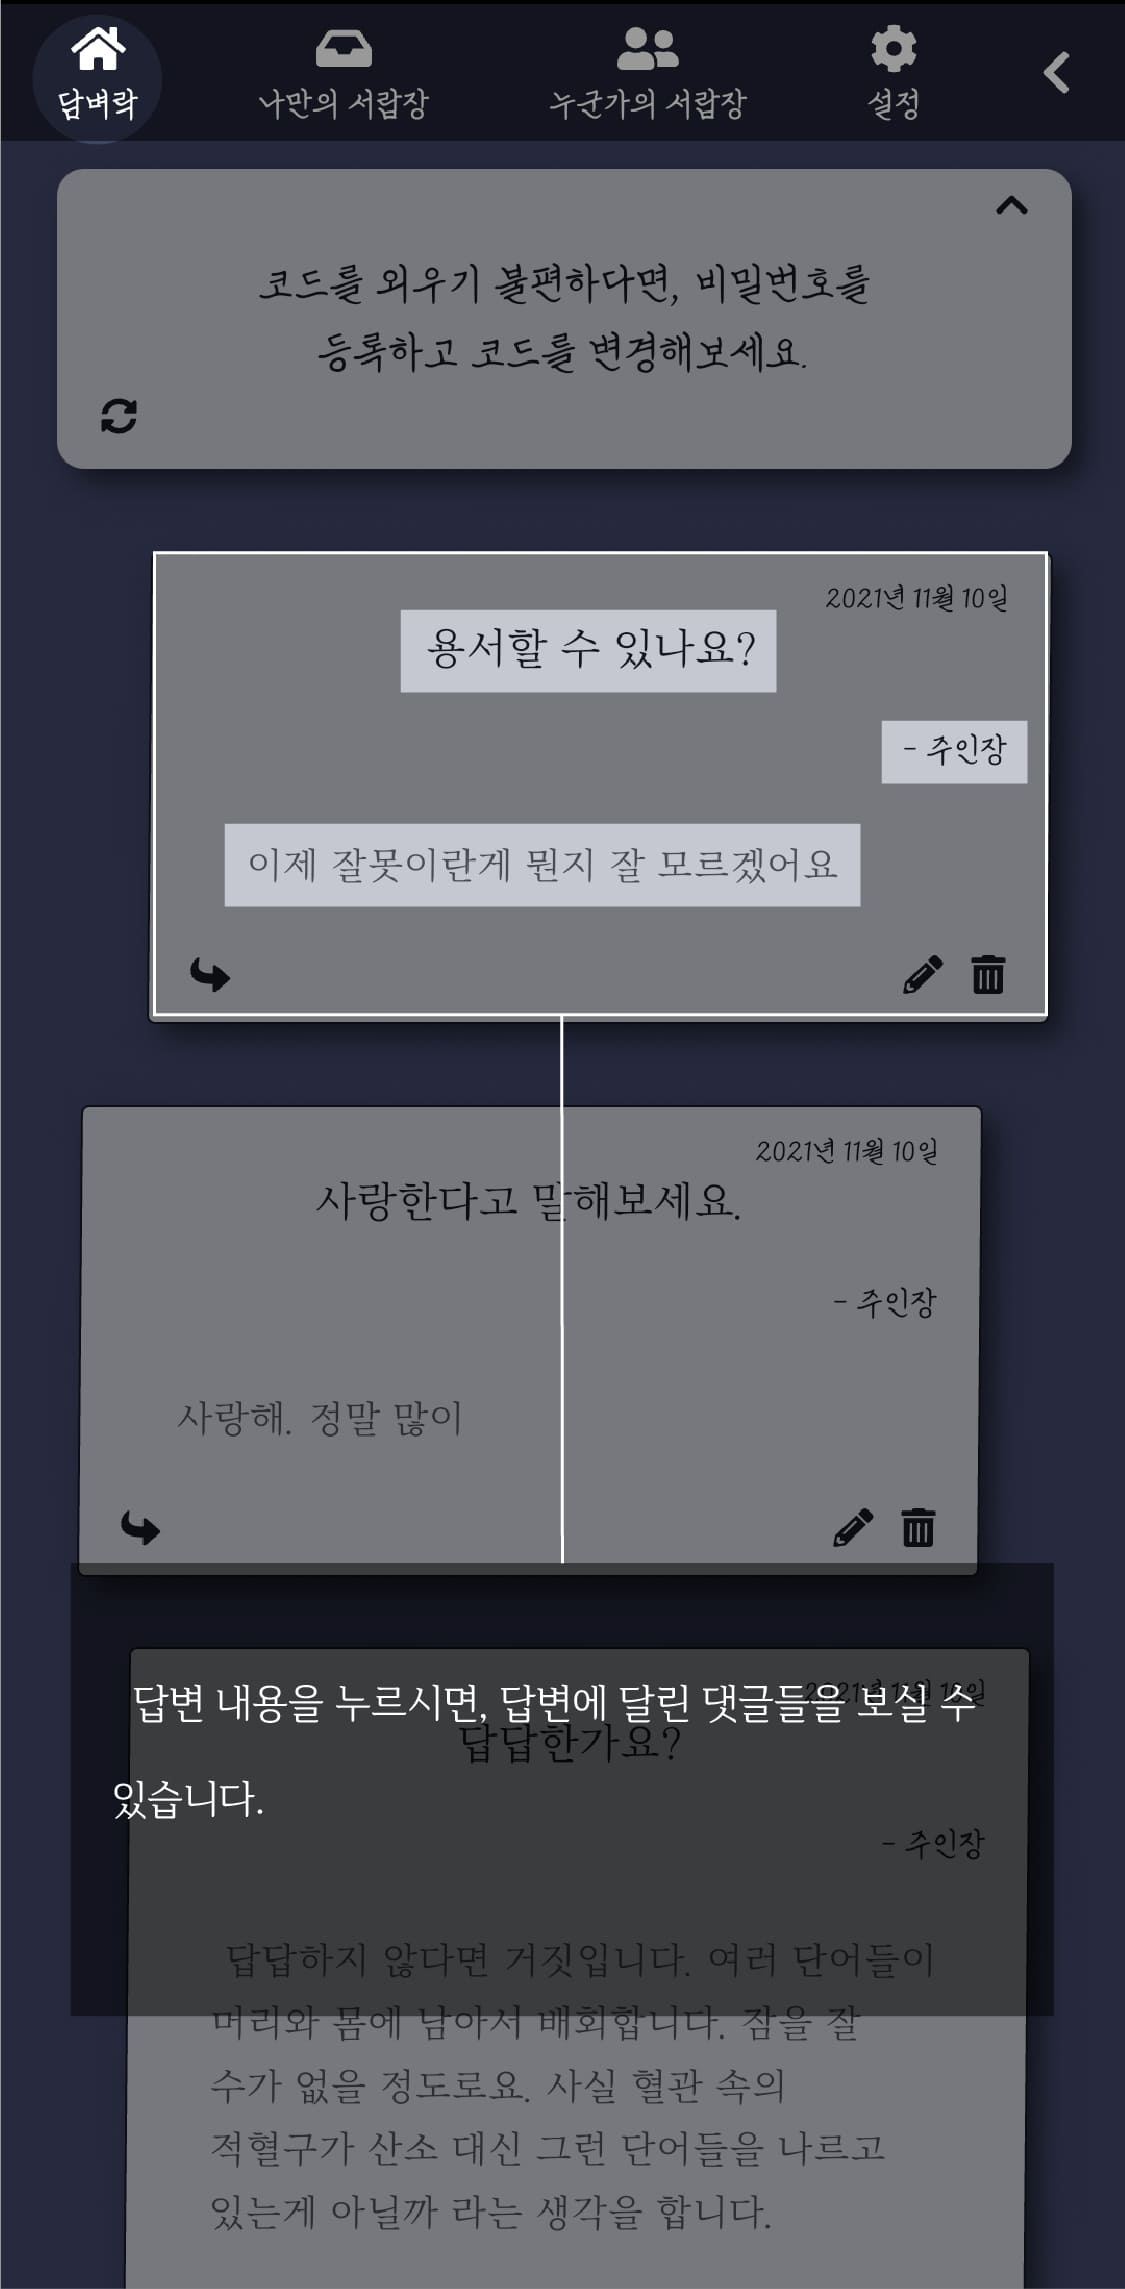 담벼락
나만의 서랍장
누군가의 서랍장
설정
코드를 외우기 불편하다면, 비밀번호를
등록하고 코드를 변경해보세요.
2021년 11월 10일
용서할 수 있나요?
- 주인장
이제 잘못이란게 뭔지 잘 모르겠어요
2021년 11월 10일
사랑한다고 말해보세요.
- 주인장
사랑해. 정말 많이
2021년 11월 10일
답변 내용을 누르시면, 답변에 달린 댓글들을 보실 수
있습니다.
답답한가요?
- 주인장
답답하지 않다면 거짓입니다. 여러 단어들이
머리와 몸에 남아서 배회합니다. 잠을 잘
수가 없을 정도로요. 사실 혈관 속의
적혈구가 산소 대신 그런 단어들을 나르고
있는게 아닐까 라는 생각을 합니다.